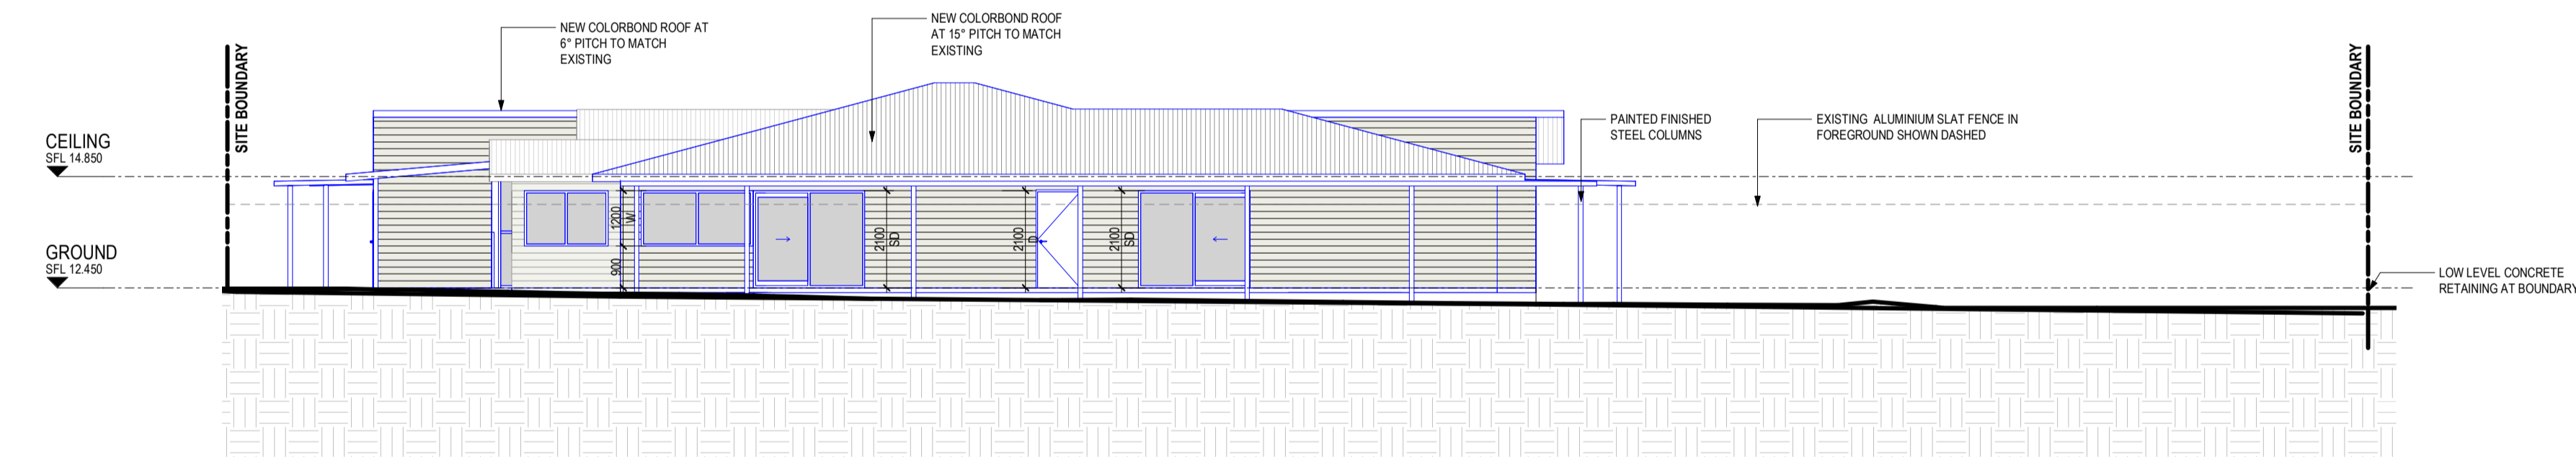 NEW COLORBOND ROOF AT
6° PITCH TO MATCH
EXISTING
NEW COLORBOND ROOF
AT 15° PITCH TO MATCH
EXISTING
SITE BOUNDARY
SITE BOUNDARY
CEILING
SFL 14.850
PAINTED FINISHED
STEEL COLUMNS
EXISTING ALUMINIUM SLAT FENCE IN
FOREGROUND SHOWN DASHED
1200
W
900
2100
SD
2100
D
2100
SD
GROUND
SFL 12.450
LOW LEVEL CONCRETE
RETAINING AT BOUNDARY